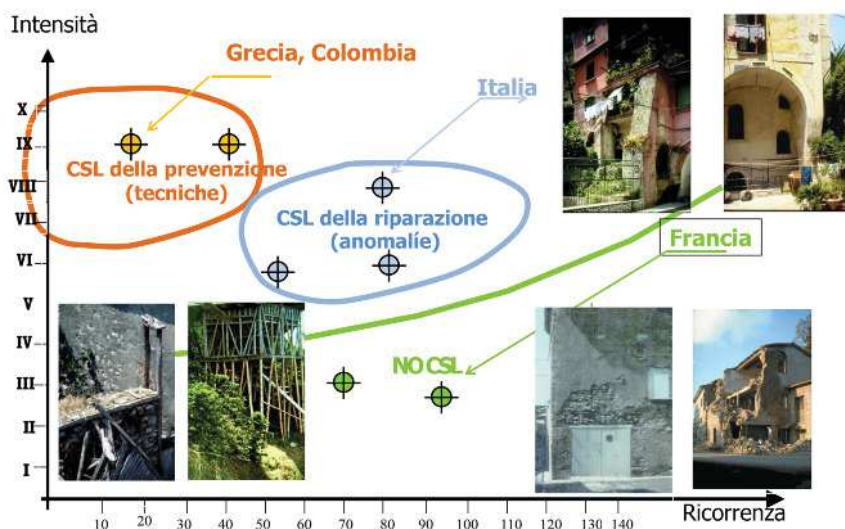 Intensità
Grecia, Colombia
Italia
X
IX
CSL della prevenzione
(tecniche)
VIII
CSL della riparazione
(anomalíe)
VII
Francia
VI
V
IV
NO CSL
III
II
I
10 20 30 40 50 60 70 80 90 100 110 120 130 140
Ricorrenza